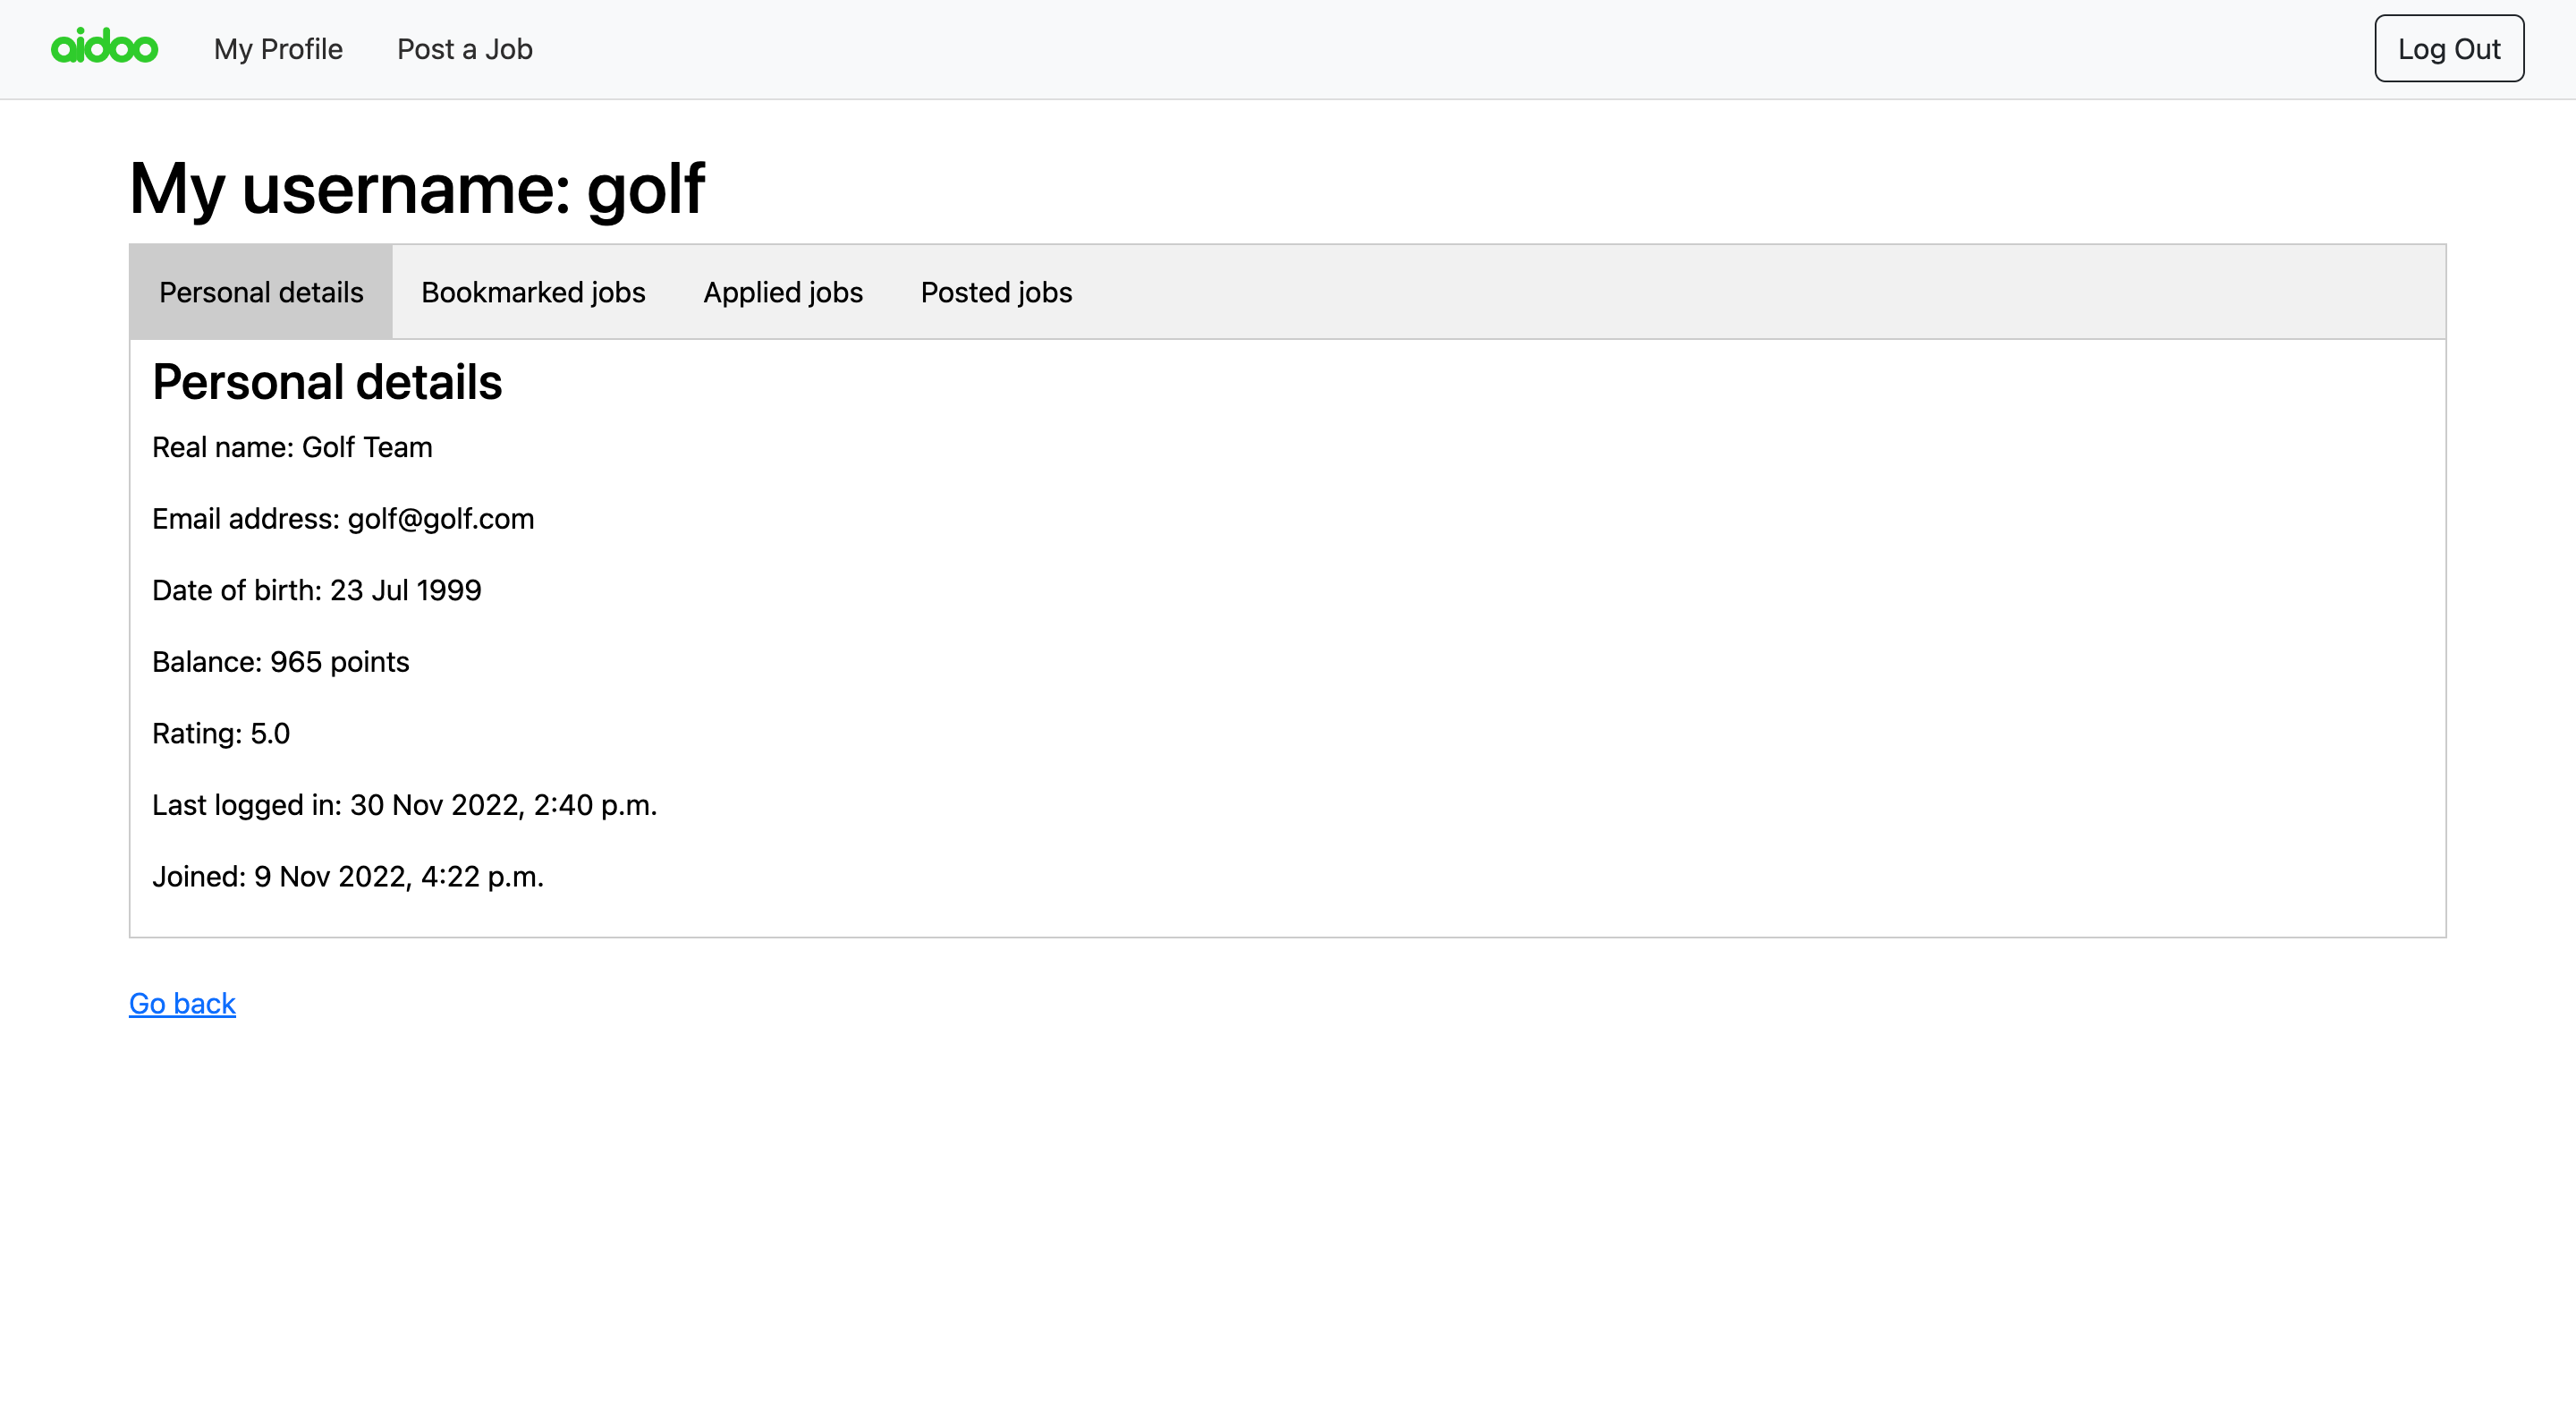 aidoo My Profile Post a Job Log Out
My username: golf
Personal details Bookmarked jobs Applied jobs Posted jobs
Personal details
Real name: Golf Team
Email address: golf@golf.com
Date of birth: 23 Jul 1999
Balance: 965 points
Rating: 5.0
Last logged in: 30 Nov 2022, 2:40 p.m.
Joined: 9 Nov 2022, 4:22 p.m.
Go back